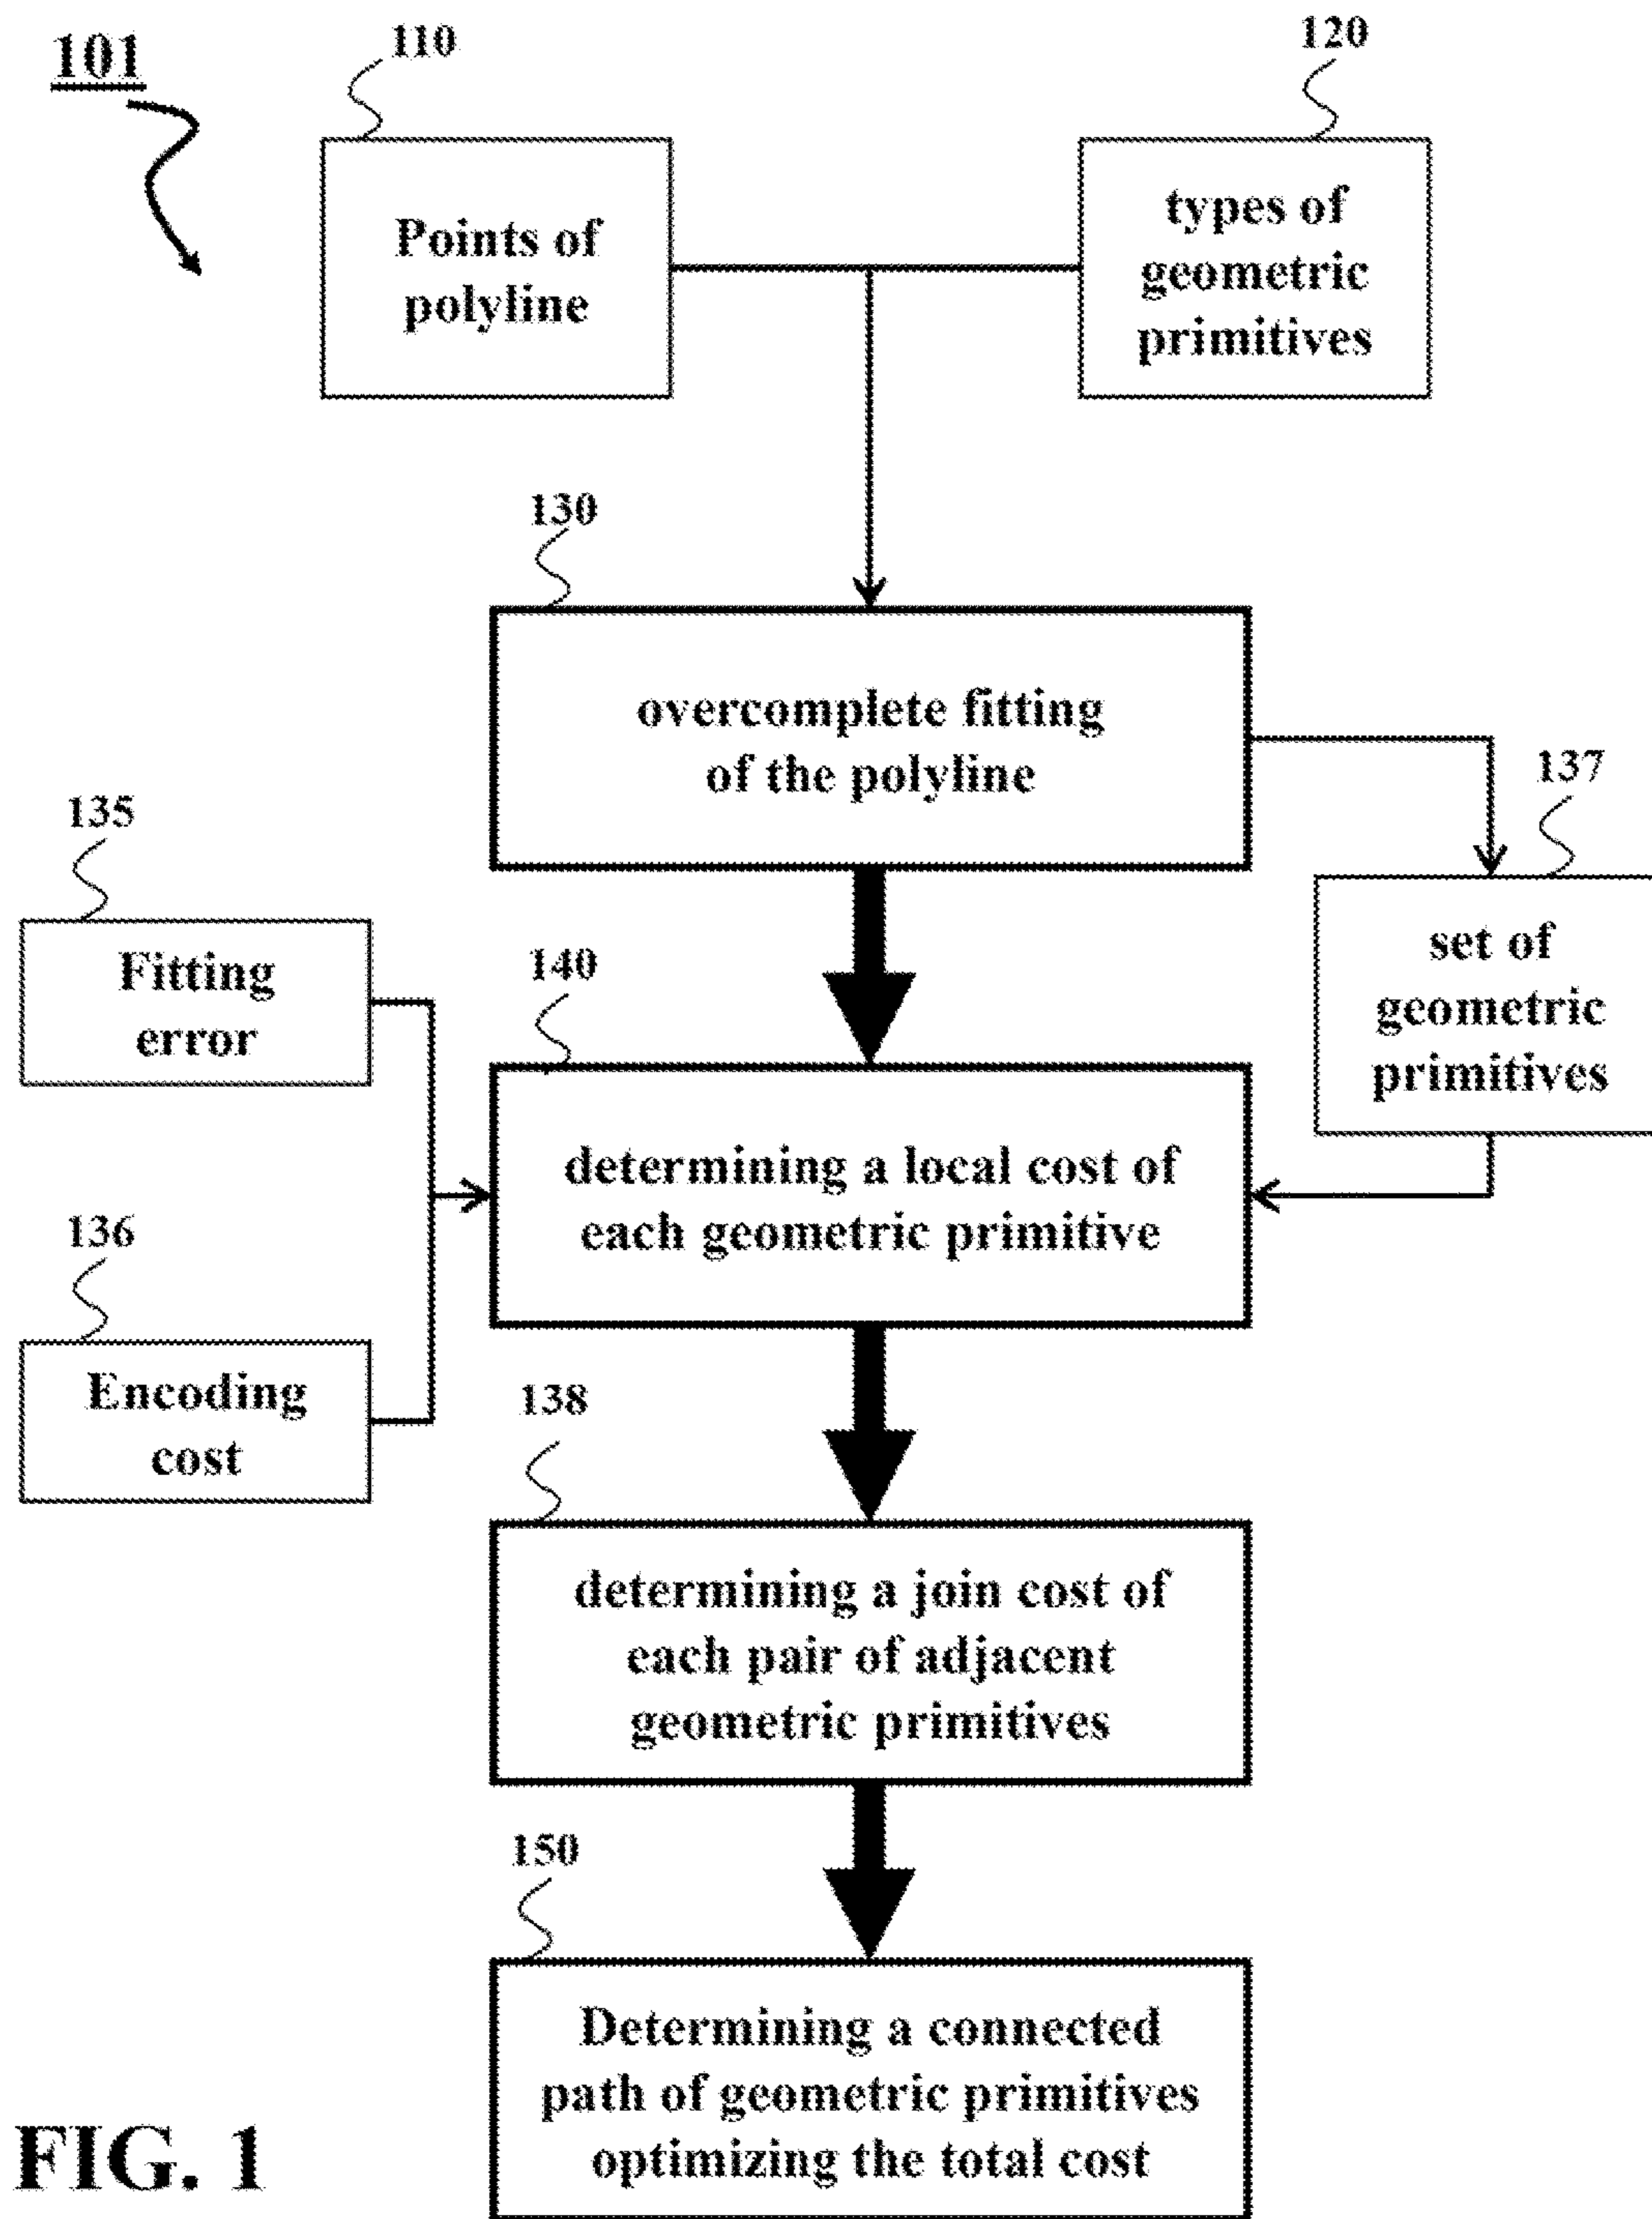 101
110
120
Points of
polyline
types of
geometric
primitives
130
overcomplete fitting
of the polyline
137
set of
geometric
primitives
135
Fitting
error
140
determining a local cost of
each geometric primitive
136
Encoding
cost
138
determining a join cost of
each pair of adjacent
geometric primitives
150
Determining a connected
path of geometric primitives
optimizing the total cost
FIG. 1